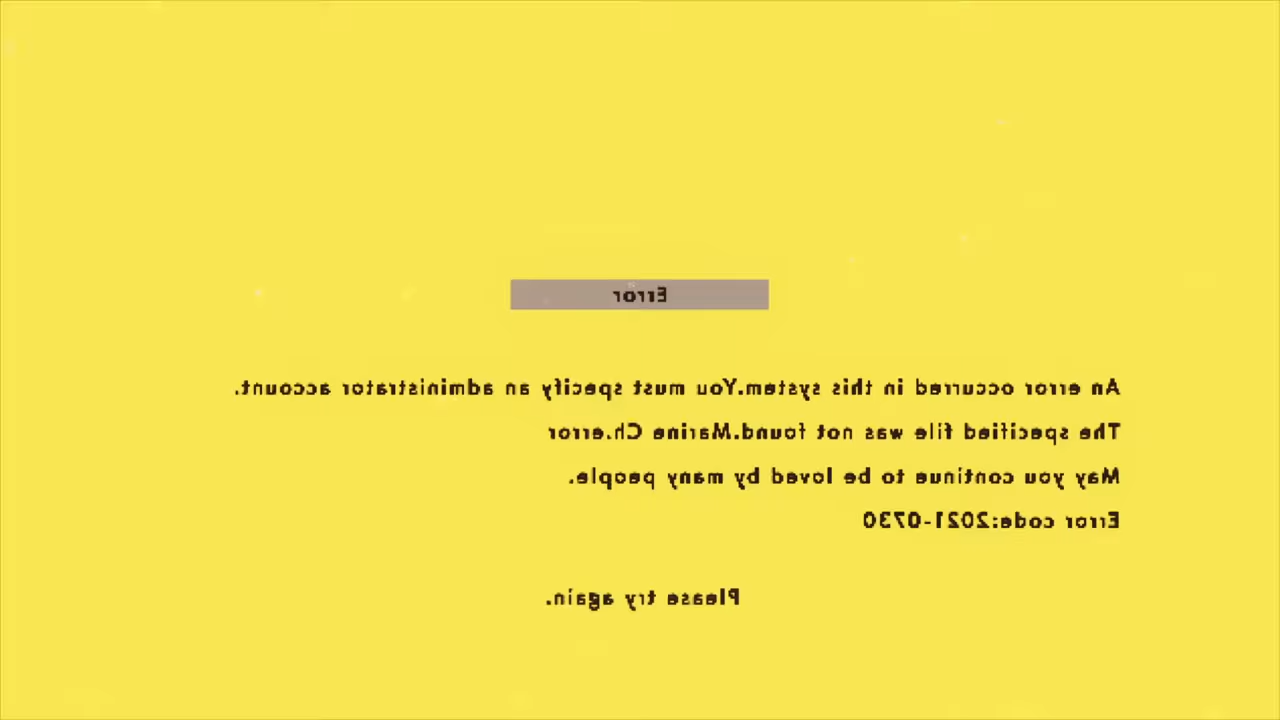 Error
An error occurred in this system.You must specify an administrator account.
The specified file was not found.Marine Ch.error
May you continue to be loved by many people.
Error code:2021-0730
Please try again.